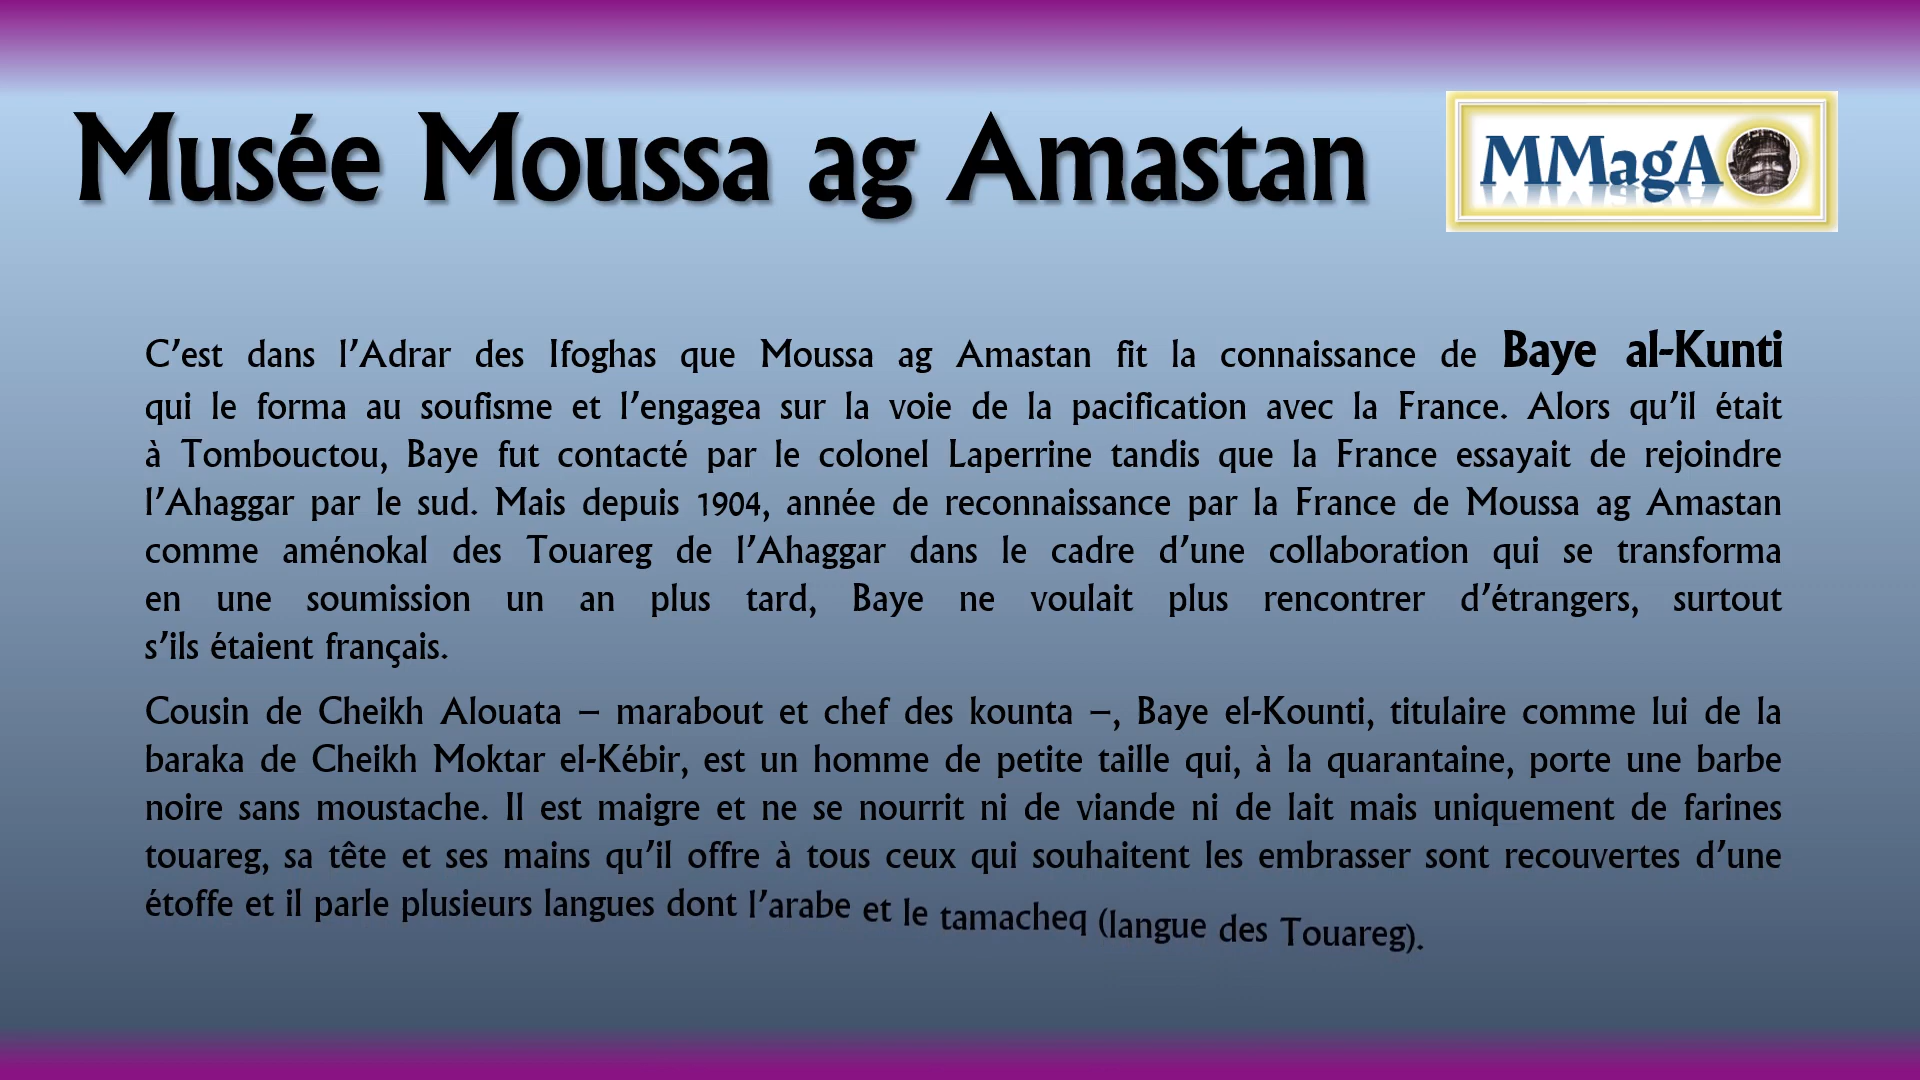 Musée Moussa ag Amastan
MMagA
C'est dans l'Adrar des Ifoghas que Moussa ag Amastan fit la connaissance de Baye al-Kunti
qui le forma au soufisme et l'engagea sur la voie de la pacification avec la France. Alors qu'il était
à Tombouctou, Baye fut contacté par le colonel Laperrine tandis que la France essayait de rejoindre
l'Ahaggar par le sud. Mais depuis 1904, année de reconnaissance par la France de Moussa ag Amastan
comme aménokal des Touareg de l'Ahaggar dans le cadre d'une collaboration qui se transforma
en une soumission un an plus tard, Baye ne voulait plus rencontrer d'étrangers, surtout
s'ils étaient français.
Cousin de Cheikh Alouata – marabout et chef des kounta –, Baye el-Kounti, titulaire comme lui de la
baraka de Cheikh Moktar el-Kébir, est un homme de petite taille qui, à la quarantaine, porte une barbe
noire sans moustache. Il est maigre et ne se nourrit ni de viande ni de lait mais uniquement de farines
touareg, sa tête et ses mains qu'il offre à tous ceux qui souhaitent les embrasser sont recouvertes d'une
étoffe et il parle plusieurs langues dont l'arabe et le tamacheq (langue des Touareg).